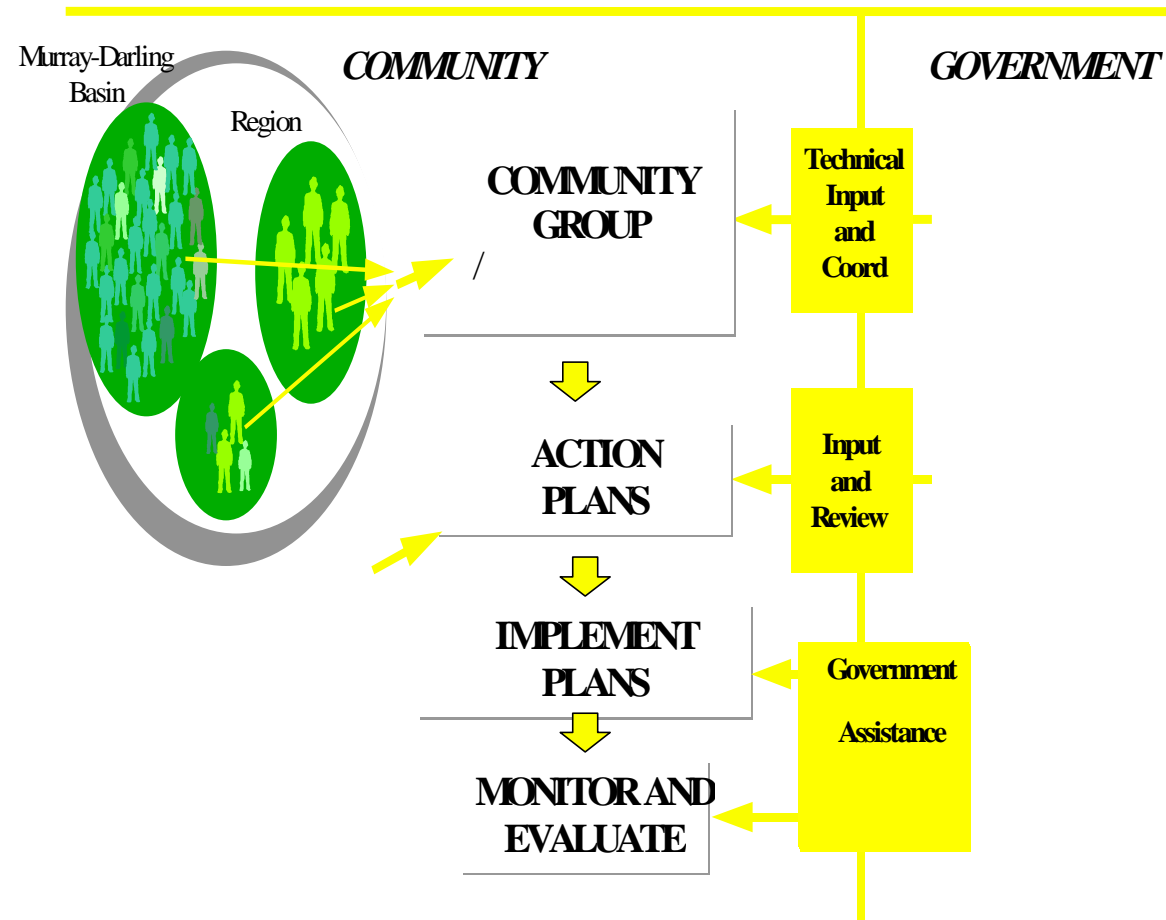 Murray-Darling
Basin
Region
COMMUNITY
GOVERNMENT
COMMUNITY
GROUP
/
Technical
Input
and
Coord
ACTION
PLANS
Input
and
Review
IMPLEMENT
PLANS
Government
Assistance
MONITOR AND
EVALUATE